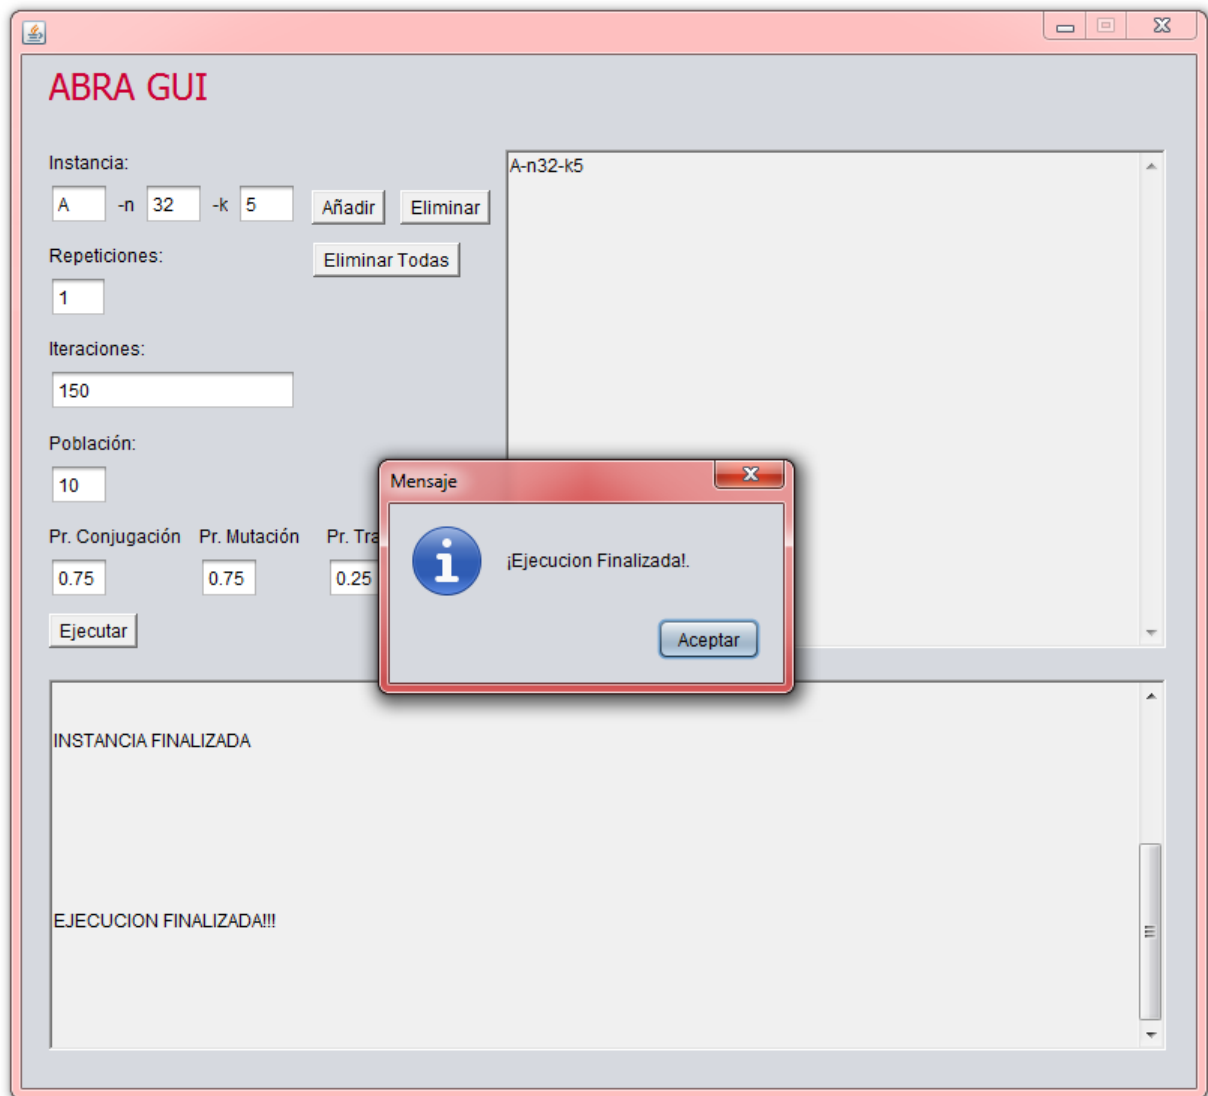 ABRA GUI
Instancia:
A -n 32 -k 5 Añadir Eliminar
Repeticiones: Eliminar Todas
1
Iteraciones:
150
Población:
10
Pr. Conjugación Pr. Mutación Pr.
0.75 0.75 0.25
Ejecutar
A-n32-k5
Mensaje
¡Ejecucion Finalizada!.
Aceptar
INSTANCIA FINALIZADA
EJECUCION FINALIZADA!!!